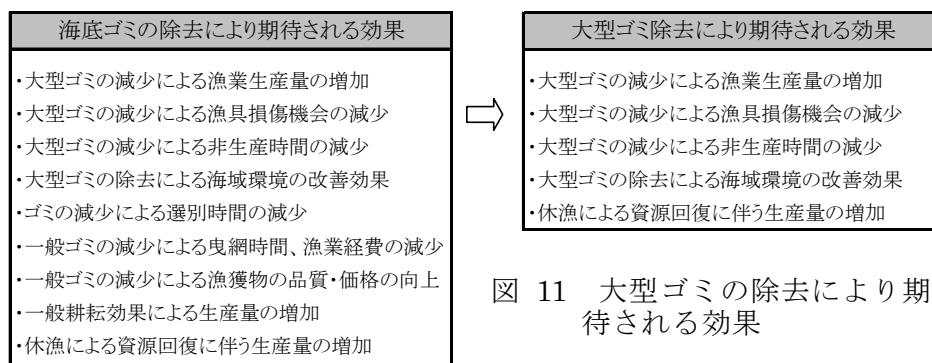 海底ゴミの除去により期待される効果
・大型ゴミの減少による漁業生産量の増加
・大型ゴミの減少による漁具損傷機会の減少
・大型ゴミの減少による非生産時間の減少
・大型ゴミの除去による海域環境の改善効果
・ゴミの減少による選別時間の減少
・一般ゴミの減少による曳網時間、漁業経費の減少
・一般ゴミの減少による漁獲物の品質・価格の向上
・一般耕耘効果による生産量の増加
・休漁による資源回復に伴う生産量の増加
大型ゴミ除去により期待される効果
・大型ゴミの減少による漁業生産量の増加
・大型ゴミの減少による漁具損傷機会の減少
・大型ゴミの減少による非生産時間の減少
・大型ゴミの除去による海域環境の改善効果
・休漁による資源回復に伴う生産量の増加
図 11 大型ゴミの除去により期
待される効果